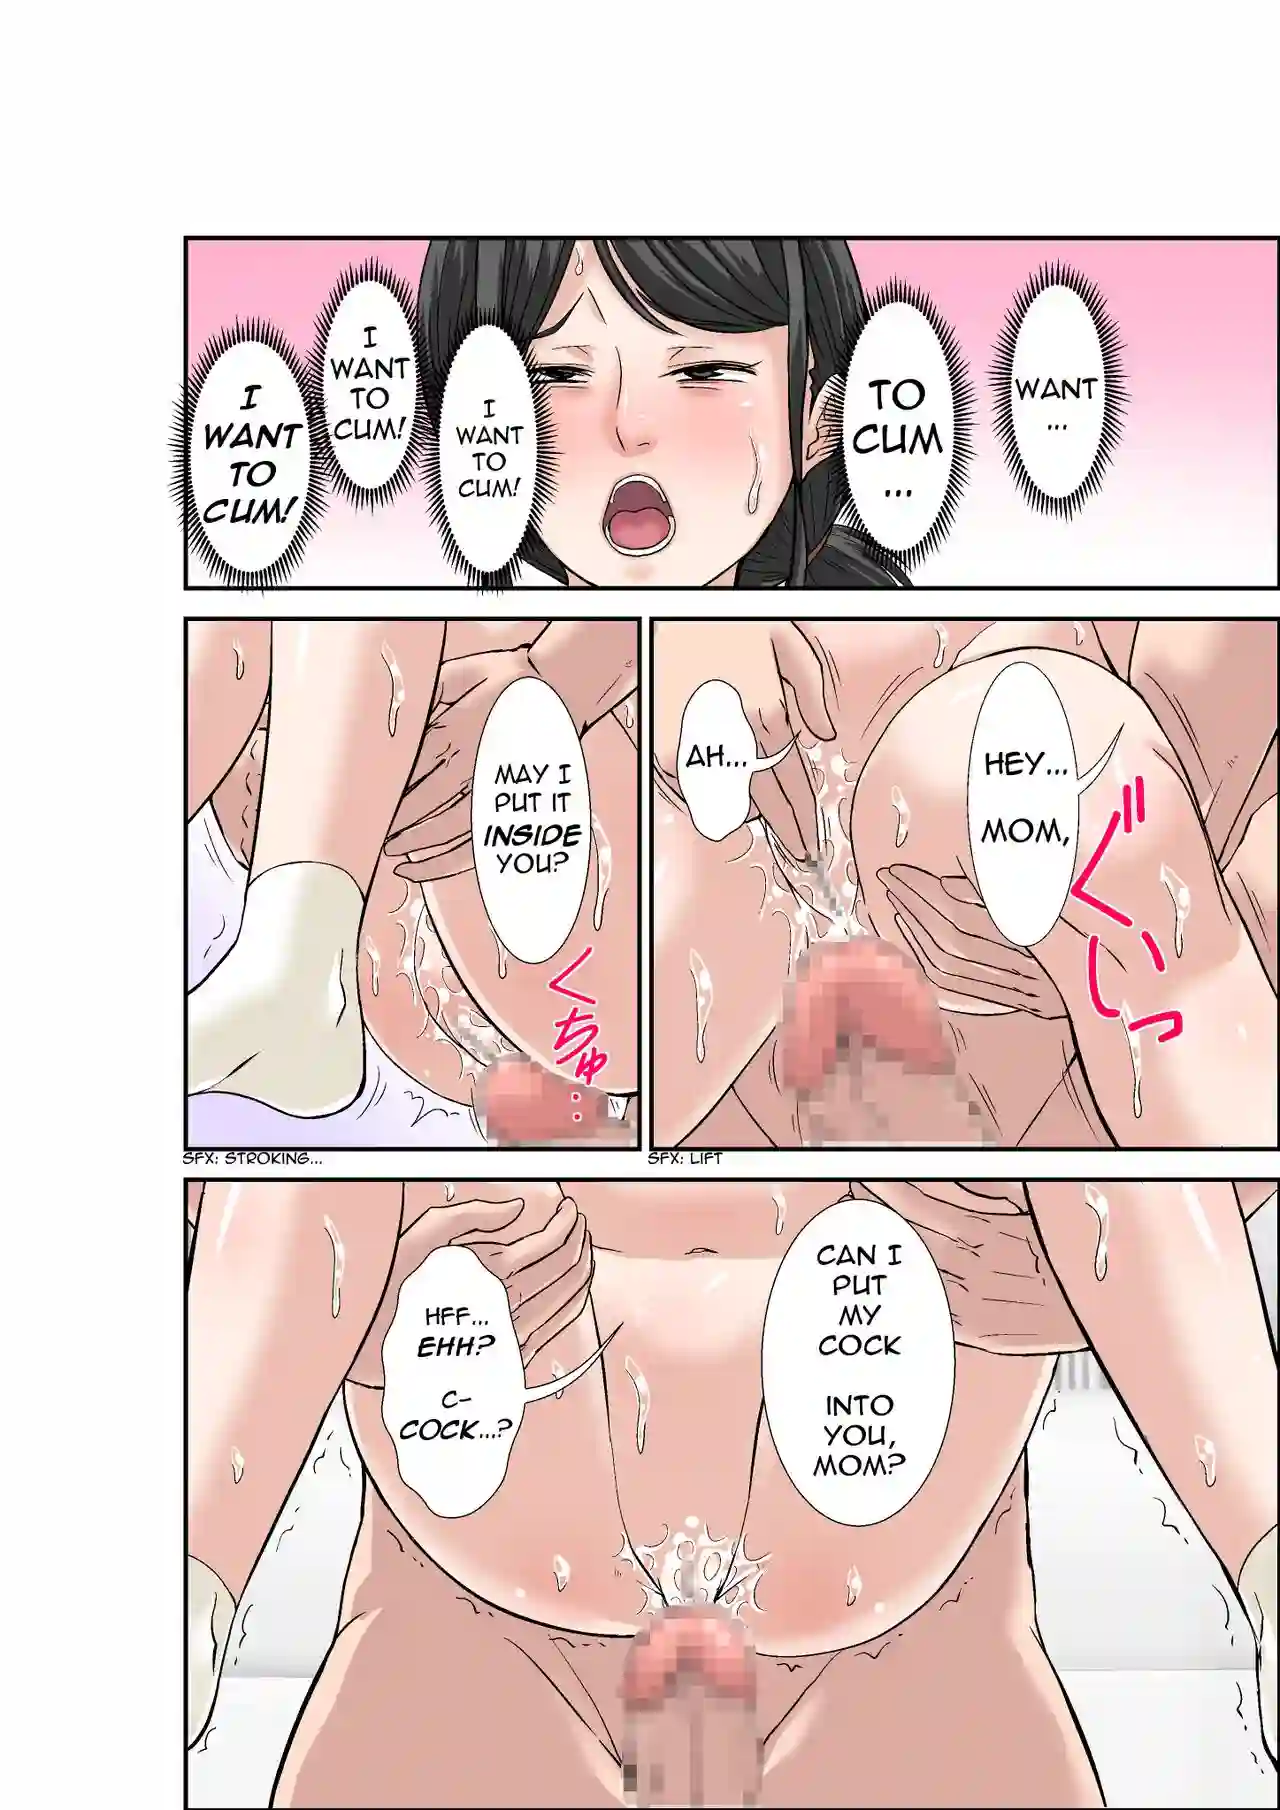 WANT
...
TO
CUM
...
I
WANT
TO
CUM!
I
WANT
TO
CUM!
I
WANT
TO
CUM!
HEY...
MOM,
AH...
ぐいっ
SFX: LIFT
MAY I
PUT IT
INSIDE
YOU?
くちゅ…
SFX: STROKING...
CAN I
PUT
MY
COCK
INTO
YOU,
MOM?
HFF...
EHH?
C-
COCK...?